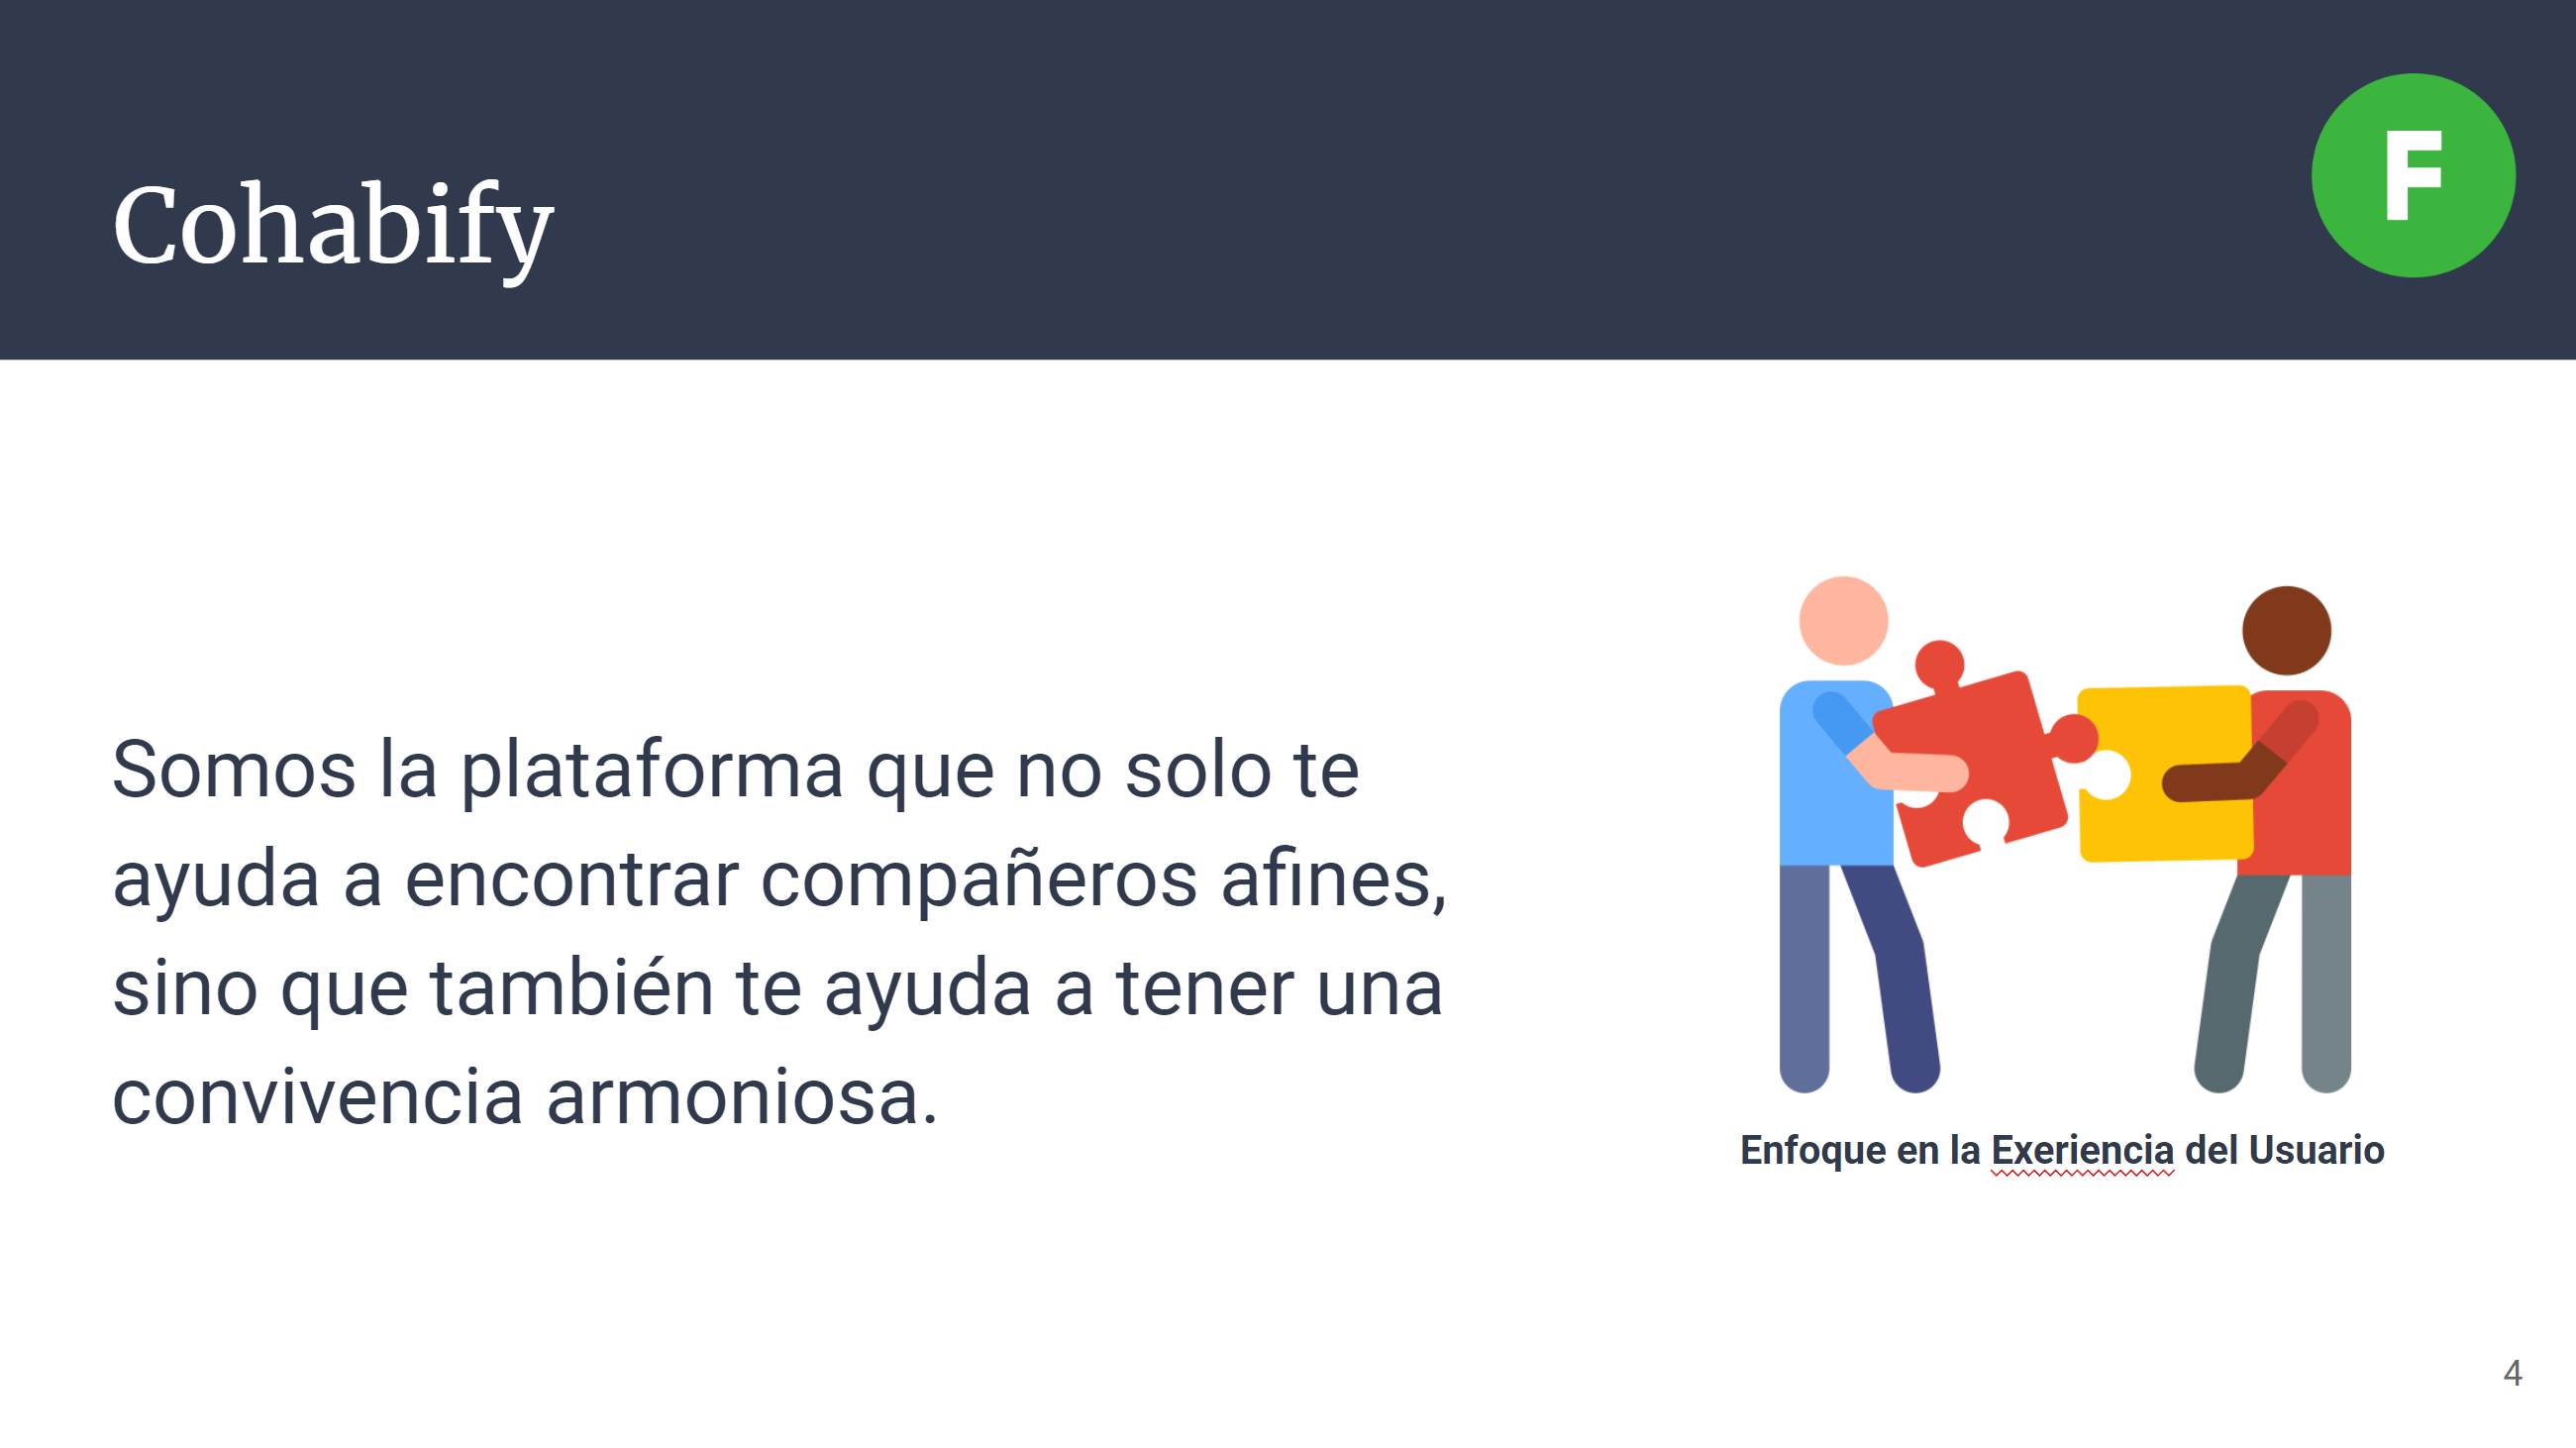 Cohabify
F
Somos la plataforma que no solo te
ayuda a encontrar compañeros afines,
sino que también te ayuda a tener una
convivencia armoniosa.
Enfoque en la Exeriencia del Usuario
4